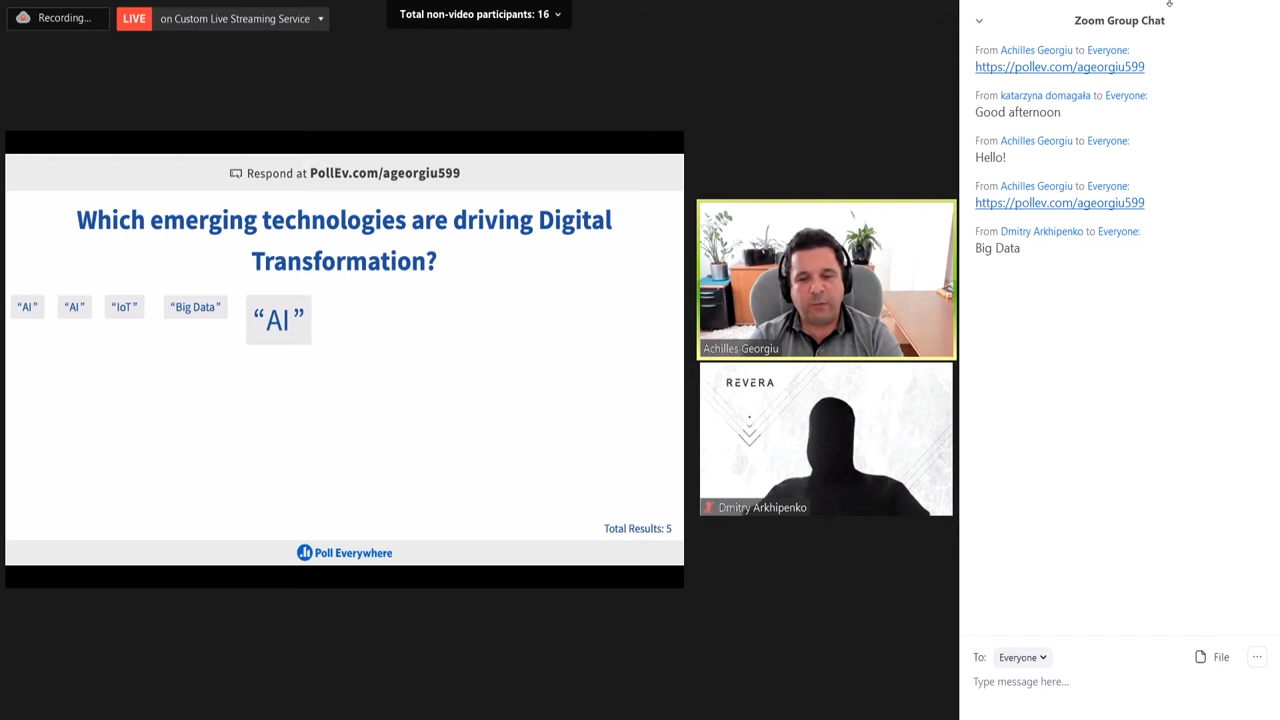 Recording...
LIVE on Custom Live Streaming Service
Total non-video participants: 16
Respond at PollEv.com/ageorgiu599
Which emerging technologies are driving Digital
Transformation?
“AI” “AI” “IoT” “Big Data” “AI”
Total Results: 5
Poll Everywhere
Achilles Georgiu
REVERA
Dmitry Arkhipenko
Zoom Group Chat
From Achilles Georgiu to Everyone:
https://pollev.com/ageorgiu599
From katarzyna domagała to Everyone:
Good afternoon
From Achilles Georgiu to Everyone:
Hello!
From Achilles Georgiu to Everyone:
https://pollev.com/ageorgiu599
From Dmitry Arkhipenko to Everyone:
Big Data
To: Everyone File ...
Type message here...